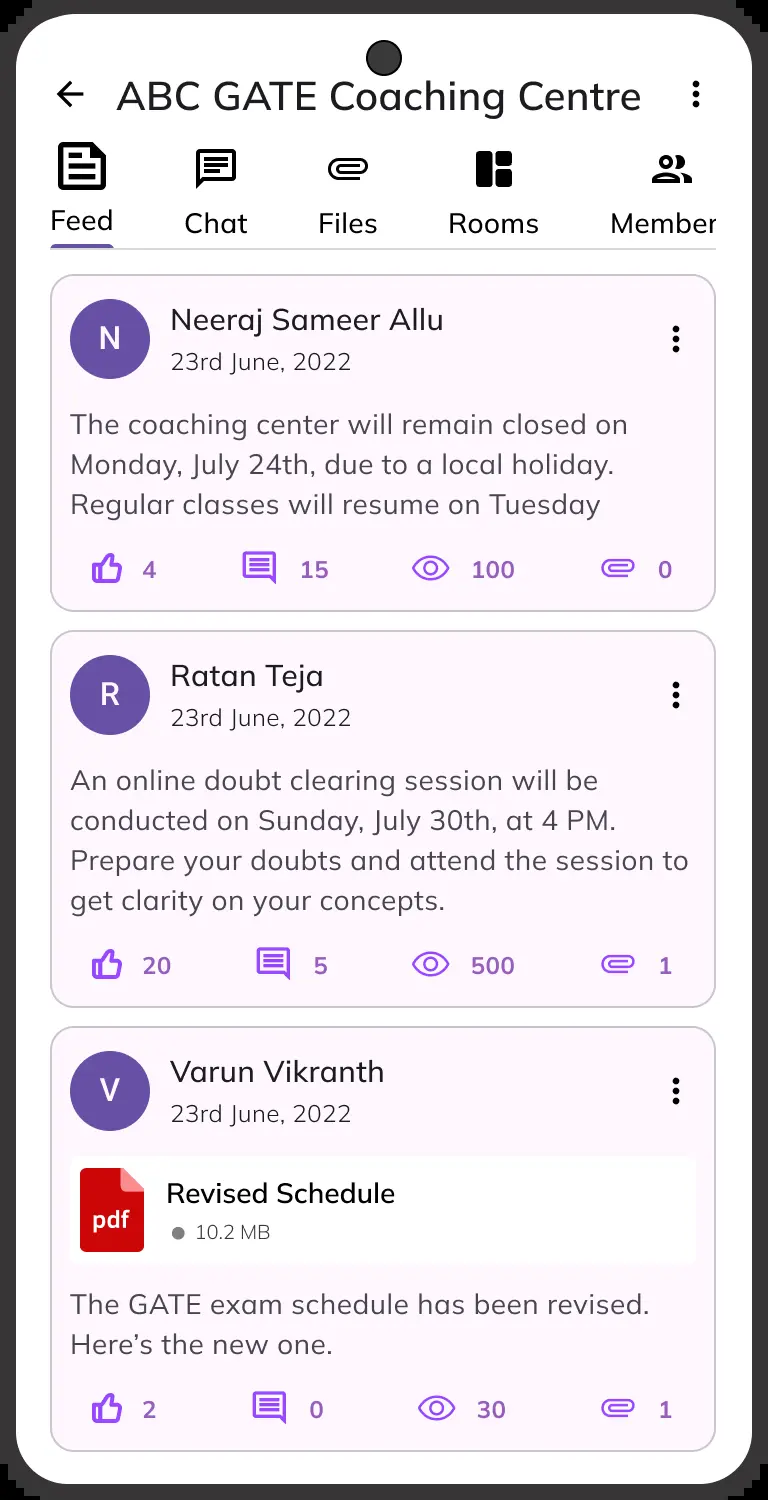 ABC GATE Coaching Centre
Feed
Chat
Files
Rooms
Member
N
Neeraj Sameer Allu
23rd June, 2022
The coaching center will remain closed on
Monday, July 24th, due to a local holiday.
Regular classes will resume on Tuesday
4
15
100
0
R
Ratan Teja
23rd June, 2022
An online doubt clearing session will be
conducted on Sunday, July 30th, at 4 PM.
Prepare your doubts and attend the session to
get clarity on your concepts.
20
5
500
1
V
Varun Vikranth
23rd June, 2022
pdf
Revised Schedule
10.2 MB
The GATE exam schedule has been revised.
Here’s the new one.
2
0
30
1